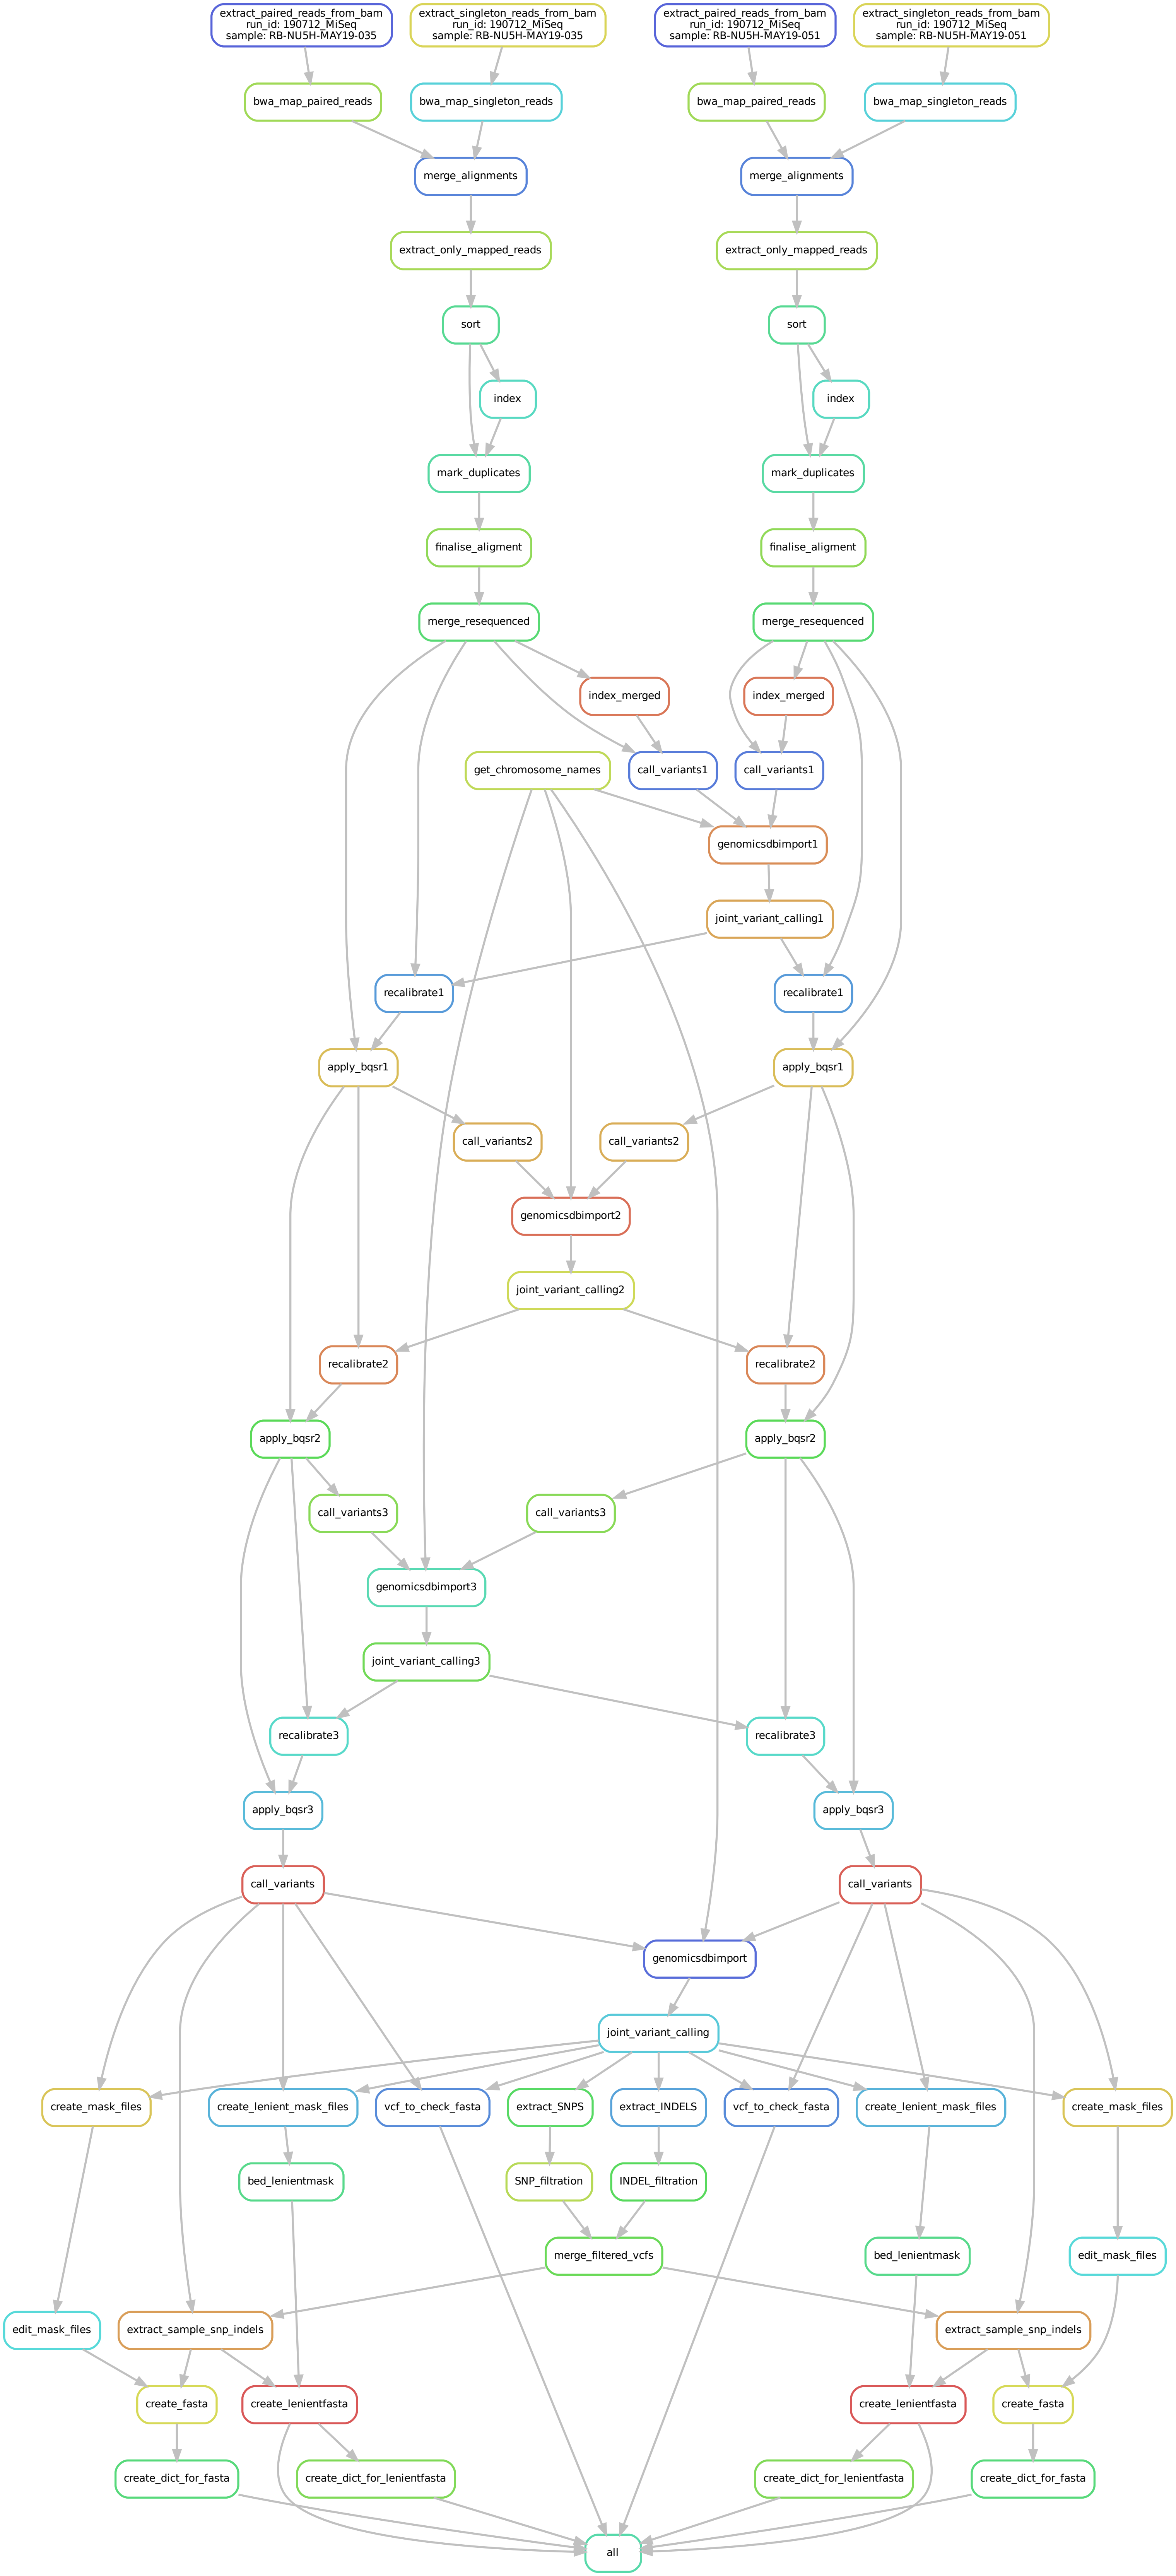 extract_paired_reads_from_bam
run_id: 190712_MiSeq
sample: RB-NU5H-MAY19-035
extract_singleton_reads_from_bam
run_id: 190712_MiSeq
sample: RB-NU5H-MAY19-035
extract_paired_reads_from_bam
run_id: 190712_MiSeq
sample: RB-NU5H-MAY19-051
extract_singleton_reads_from_bam
run_id: 190712_MiSeq
sample: RB-NU5H-MAY19-051
bwa_map_paired_reads
bwa_map_singleton_reads
bwa_map_paired_reads
bwa_map_singleton_reads
merge_alignments
merge_alignments
extract_only_mapped_reads
extract_only_mapped_reads
sort
sort
index
index
mark_duplicates
mark_duplicates
finalise_aligment
finalise_aligment
merge_resequenced
merge_resequenced
index_merged
index_merged
get_chromosome_names
call_variants1
call_variants1
genomicsdbimport1
joint_variant_calling1
recalibrate1
recalibrate1
apply_bqsr1
apply_bqsr1
call_variants2
call_variants2
genomicsdbimport2
joint_variant_calling2
recalibrate2
recalibrate2
apply_bqsr2
apply_bqsr2
call_variants3
call_variants3
genomicsdbimport3
joint_variant_calling3
recalibrate3
recalibrate3
apply_bqsr3
apply_bqsr3
call_variants
call_variants
genomicsdbimport
joint_variant_calling
create_mask_files
create_lenient_mask_files
vcf_to_check_fasta
extract_SNPS
extract_INDELS
vcf_to_check_fasta
create_lenient_mask_files
create_mask_files
bed_lenientmask
SNP_filtration
INDEL_filtration
merge_filtered_vcfs
bed_lenientmask
edit_mask_files
edit_mask_files
extract_sample_snp_indels
extract_sample_snp_indels
create_fasta
create_lenientfasta
create_lenientfasta
create_fasta
create_dict_for_fasta
create_dict_for_lenientfasta
create_dict_for_lenientfasta
create_dict_for_fasta
all